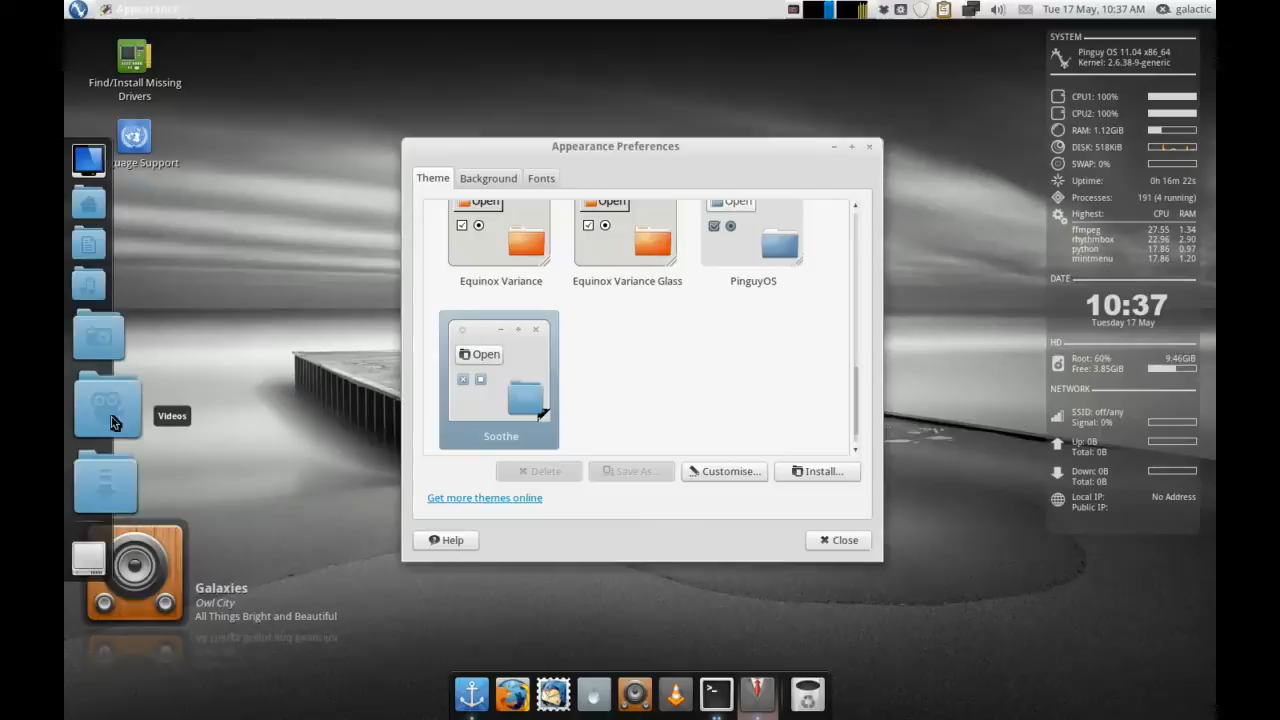 Appearance
Tue 17 May, 10:37 AM
galactic
Find/Install Missing
Drivers
uage Support
Videos
Galaxies
Owl City
All Things Bright and Beautiful
Appearance Preferences
Theme
Background
Fonts
Open
Open
Open
Equinox Variance
Equinox Variance Glass
PinguyOS
Open
Soothe
Delete
Save As...
Customise...
Install...
Get more themes online
Help
Close
SYSTEM
Pinguy OS 11.04 x86_64
Kernel: 2.6.38-9-generic
CPU1: 100%
CPU2: 100%
RAM: 1.12GiB
DISK: 518KiB
SWAP: 0%
Uptime: 0h 16m 22s
Processes: 191 (4 running)
Highest: CPU RAM
ffmpeg 27.55 1.34
rhythmbox 22.96 2.90
python 17.86 0.97
mintmenu 17.86 1.20
DATE
10:37
Tuesday 17 May
HD
Root: 60% 9.46GiB
Free: 3.85GiB
NETWORK
SSID: off/any
Signal: 0%
Up: 0B
Total: 0B
Down: 0B
Total: 0B
Local IP: No Address
Public IP: